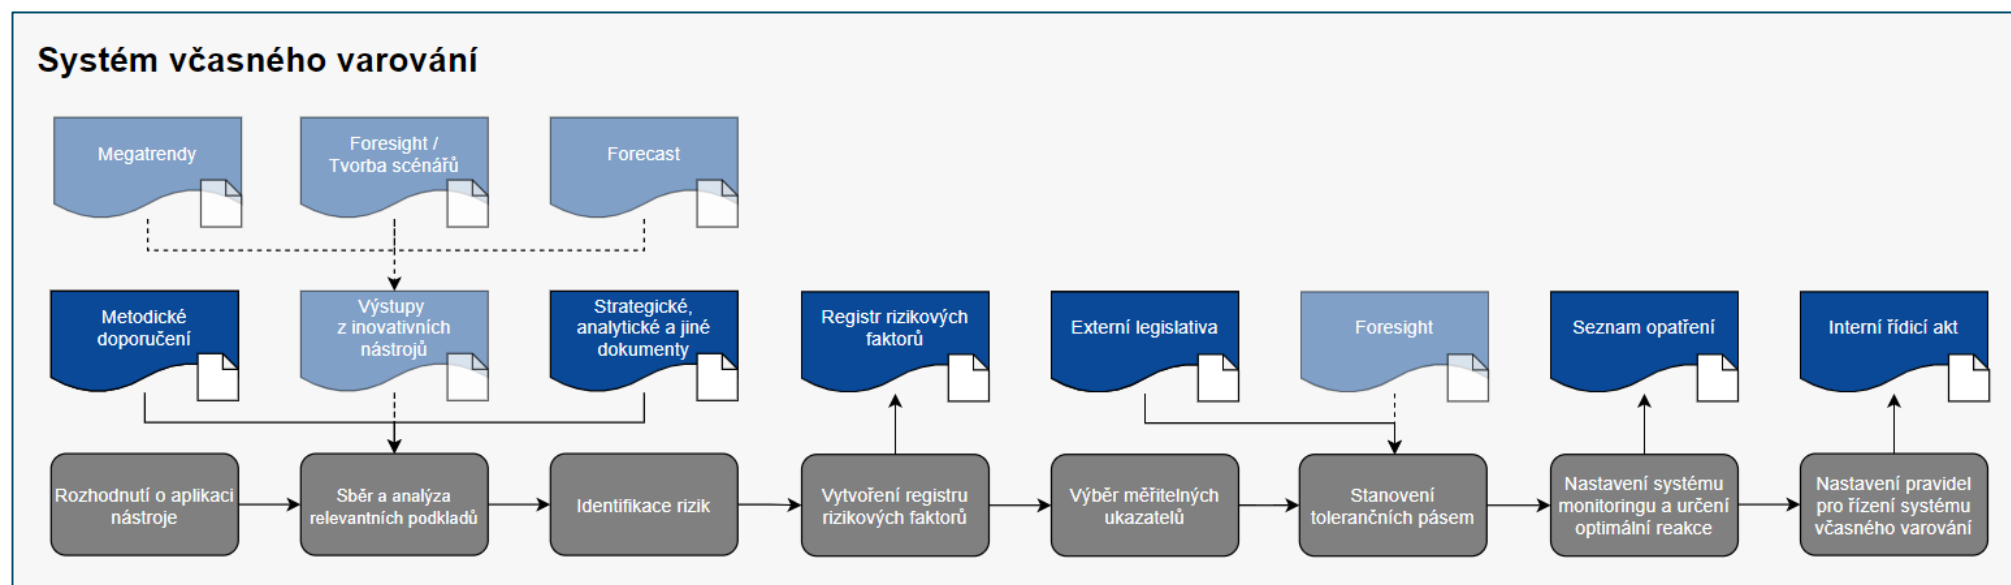 Systém včasného varování
Megatrendy
Foresight /
Tvorba scénářů
Forecast
Metodické
doporučení
Výstupy
z inovativních
nástrojů
Strategické,
analytické a jiné
dokumenty
Registr rizikových
faktorů
Externí legislativa
Foresight
Seznam opatření
Interní řídicí akt
Rozhodnutí o aplikaci
nástroje
Sběr a analýza
relevantních podkladů
Identifikace rizik
Vytvoření registru
rizikových faktorů
Výběr měřitelných
ukazatelů
Stanovení
tolerančních pásem
Nastavení systému
monitoringu a určení
optimální reakce
Nastavení pravidel
pro řízení systému
včasného varování